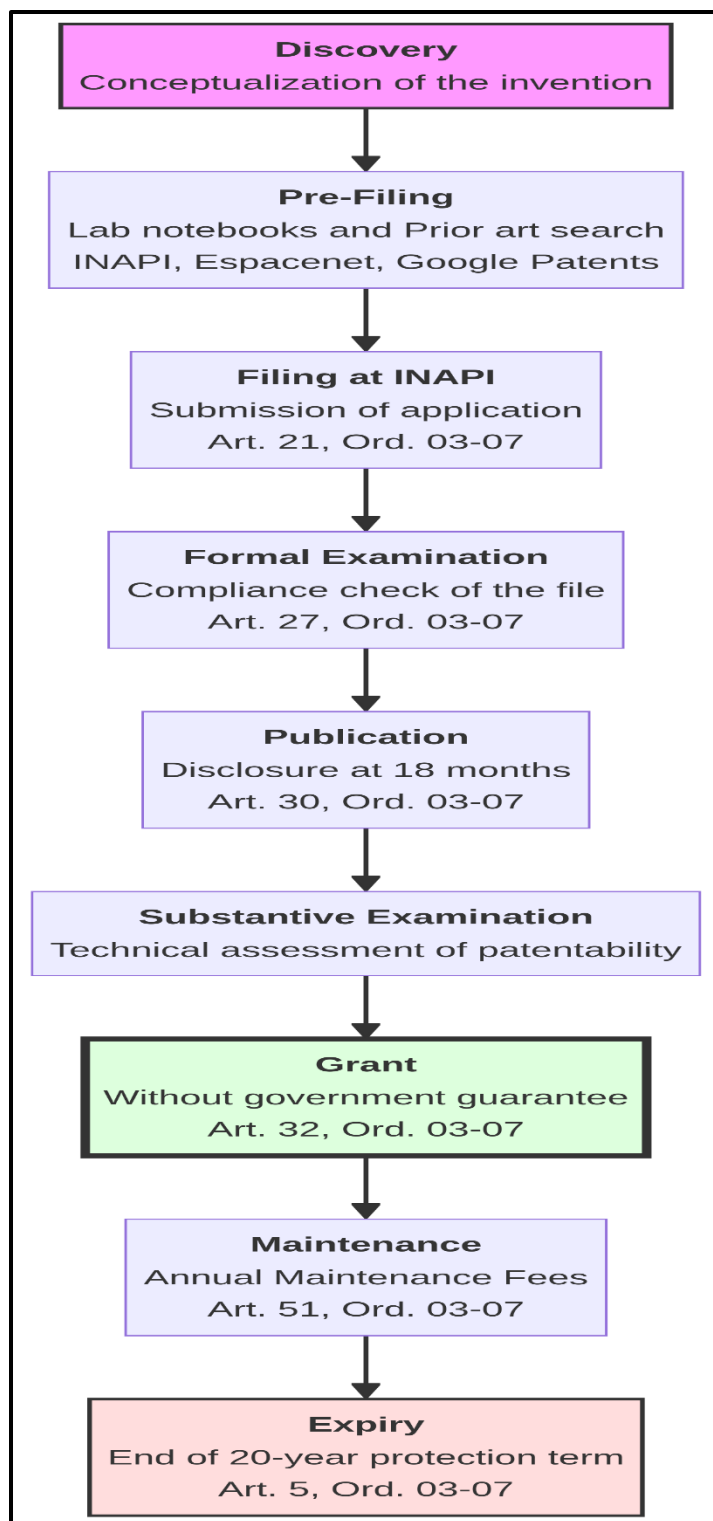 Discovery
Conceptualization of the invention
Pre-Filing
Lab notebooks and Prior art search
INAPI, Espacenet, Google Patents
Filing at INAPI
Submission of application
Art. 21, Ord. 03-07
Formal Examination
Compliance check of the file
Art. 27, Ord. 03-07
Publication
Disclosure at 18 months
Art. 30, Ord. 03-07
Substantive Examination
Technical assessment of patentability
Grant
Without government guarantee
Art. 32, Ord. 03-07
Maintenance
Annual Maintenance Fees
Art. 51, Ord. 03-07
Expiry
End of 20-year protection term
Art. 5, Ord. 03-07